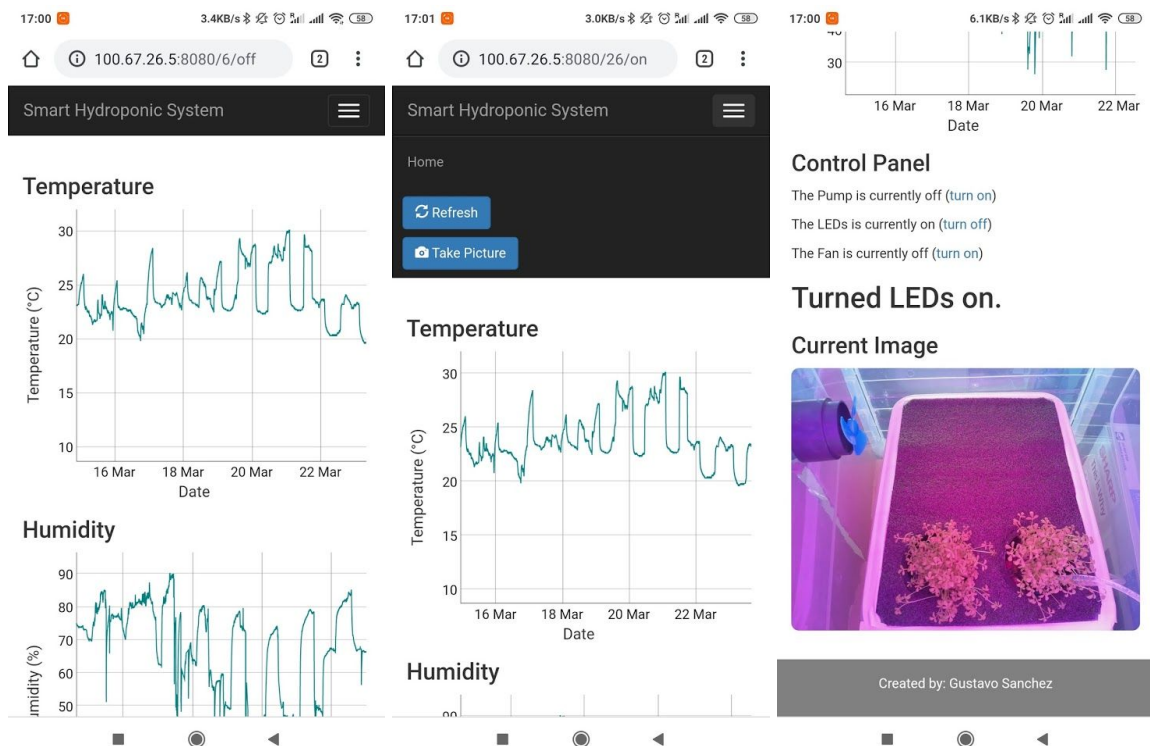 17:00
3.4KB/s
58
100.67.26.5:8080/6/off
2
Smart Hydroponic System
Temperature
30
25
20
15
10
Temperature (°C)
16 Mar 18 Mar 20 Mar 22 Mar
Date
Humidity
90
80
70
60
50
umidity (%)
17:01
3.0KB/s
58
100.67.26.5:8080/26/on
2
Smart Hydroponic System
Home
Refresh
Take Picture
Temperature
30
25
20
15
10
Temperature (°C)
16 Mar 18 Mar 20 Mar 22 Mar
Date
Humidity
90
17:00
6.1KB/s
58
40
30
16 Mar 18 Mar 20 Mar 22 Mar
Date
Control Panel
The Pump is currently off (turn on)
The LEDs is currently on (turn off)
The Fan is currently off (turn on)
Turned LEDs on.
Current Image
Created by: Gustavo Sanchez